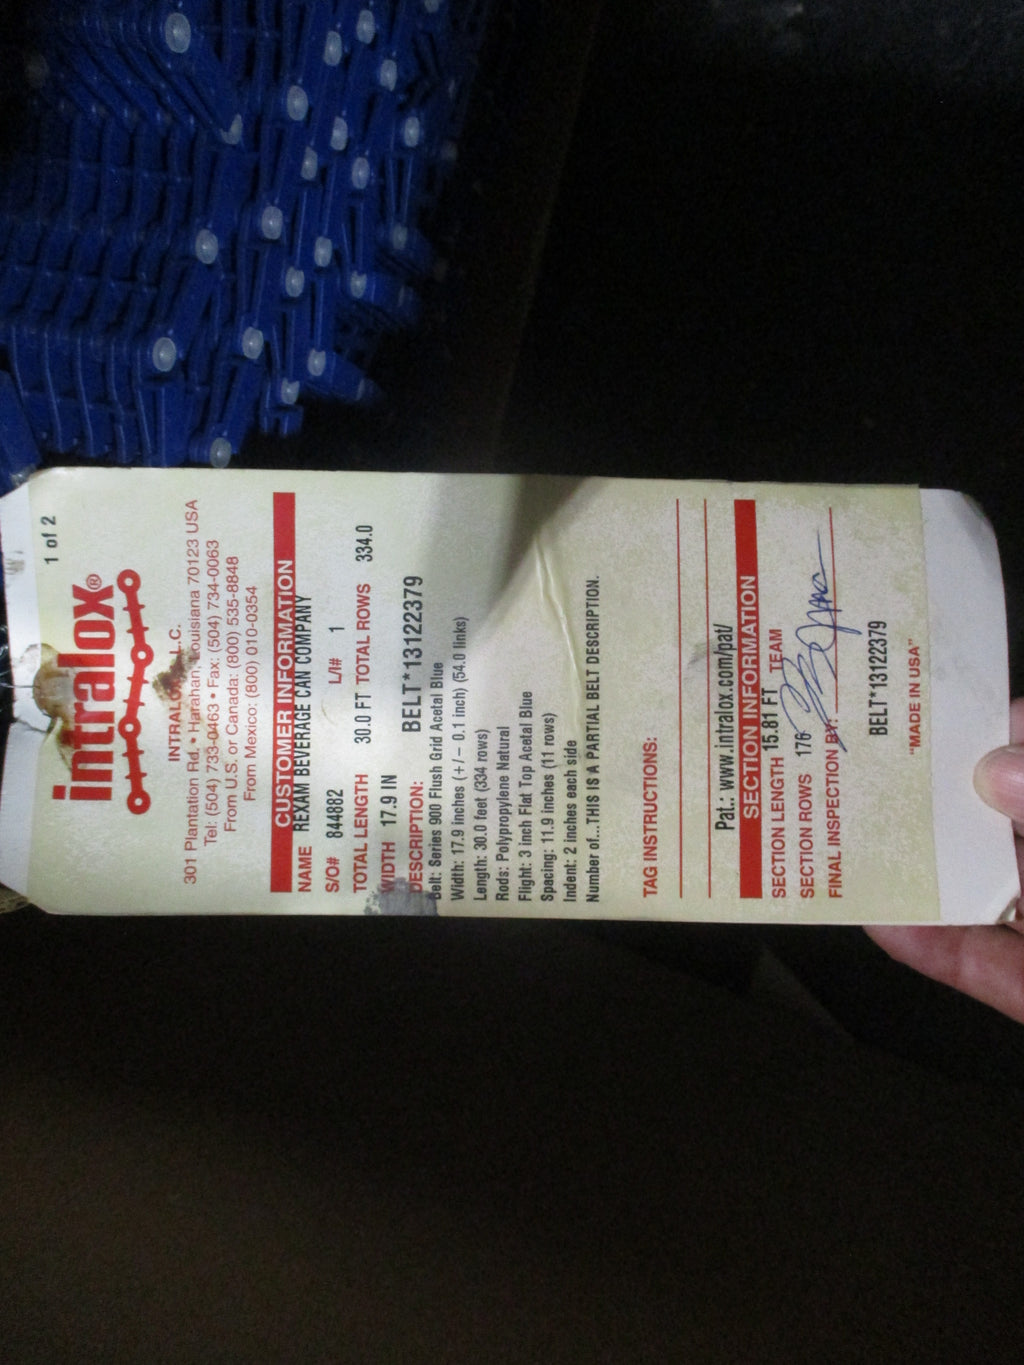 1 of 2
intralox®
INTRALOX, L.L.C.
301 Plantation Rd. • Harahan, Louisiana 70123 USA
Tel: (504) 733-0463 • Fax: (504) 734-0063
From U.S. or Canada: (800) 535-8848
From Mexico: (800) 010-0354
CUSTOMER INFORMATION
NAME REXAM BEVERAGE CAN COMPANY
S/O# 844882 L/I# 1
TOTAL LENGTH 30.0 FT TOTAL ROWS 334.0
WIDTH 17.9 IN BELT*13122379
DESCRIPTION:
Belt: Series 900 Flush Grid Acetal Blue
Width: 17.9 inches (+/- 0.1 inch) (54.0 links)
Length: 30.0 feet (334 rows)
Rods: Polypropylene Natural
Flight: 3 inch Flat Top Acetal Blue
Spacing: 11.9 inches (11 rows)
Indent: 2 inches each side
Number of...THIS IS A PARTIAL BELT DESCRIPTION.
TAG INSTRUCTIONS:
Pat.: www.intralox.com/pat/
SECTION INFORMATION
SECTION LENGTH 15.81 FT TEAM
SECTION ROWS 176
FINAL INSPECTION BY:
BELT*13122379
"MADE IN USA"